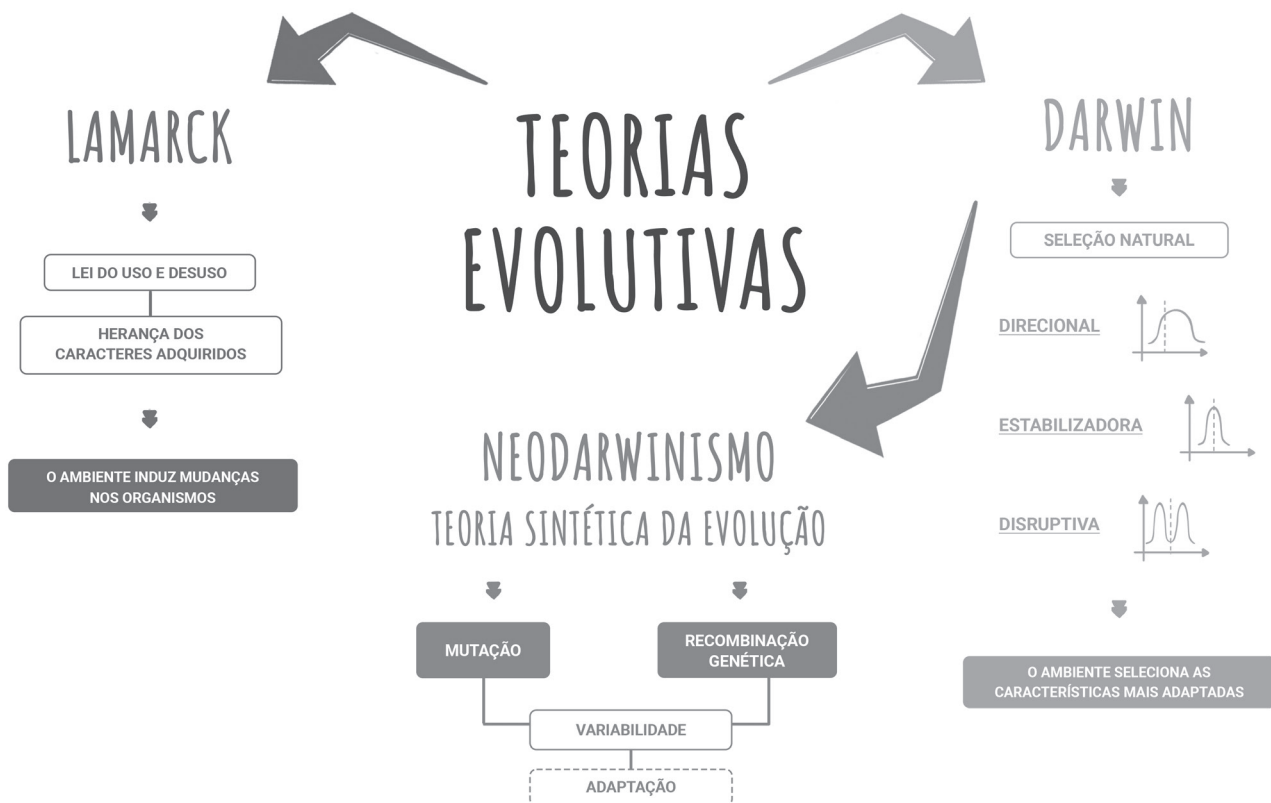 TEORIAS
EVOLUTIVAS
LAMARCK
LEI DO USO E DESUSO
HERANÇA DOS
CARACTERES ADQUIRIDOS
O AMBIENTE INDUZ MUDANÇAS
NOS ORGANISMOS
DARWIN
SELEÇÃO NATURAL
DIRECIONAL
ESTABILIZADORA
DISRUPTIVA
O AMBIENTE SELECIONA AS
CARACTERÍSTICAS MAIS ADAPTADAS
NEODARWINISMO
TEORIA SINTÉTICA DA EVOLUÇÃO
MUTAÇÃO
RECOMBINAÇÃO
GENÉTICA
VARIABILIDADE
ADAPTAÇÃO